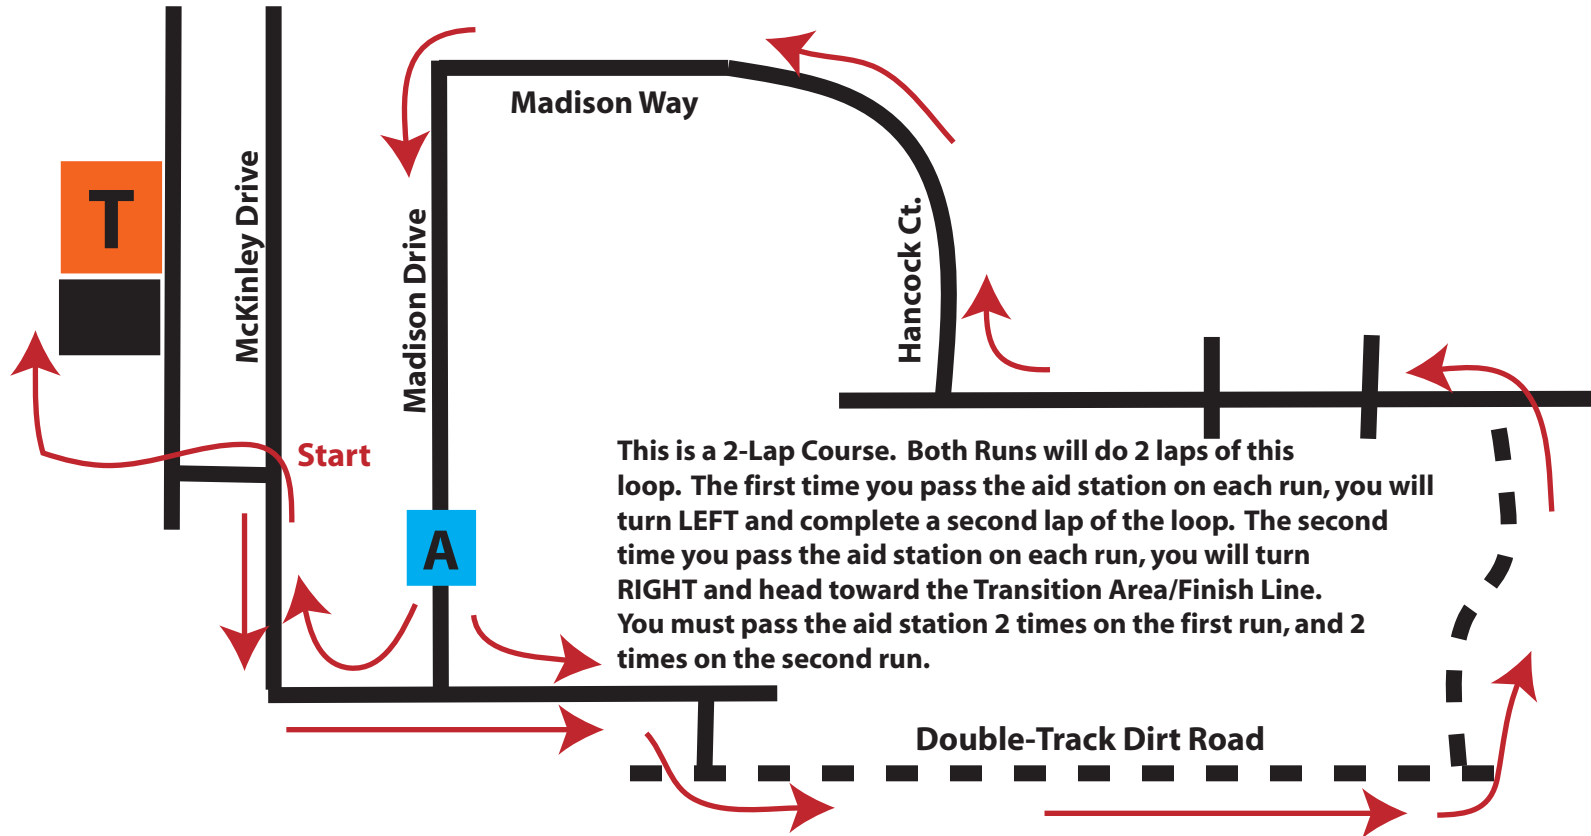 Madison Way
T
McKinley Drive
Madison Drive
Hancock Ct.
Start
This is a 2-Lap Course.  Both Runs will do 2 laps of this
loop.  The first time you pass the aid station on each run, you will
turn LEFT and complete a second lap of the loop.  The second
time you pass the aid station on each run, you will turn
RIGHT and head toward the Transition Area/Finish Line.
You must pass the aid station 2 times on the first run, and 2
times on the second run.
A
Double-Track Dirt Road